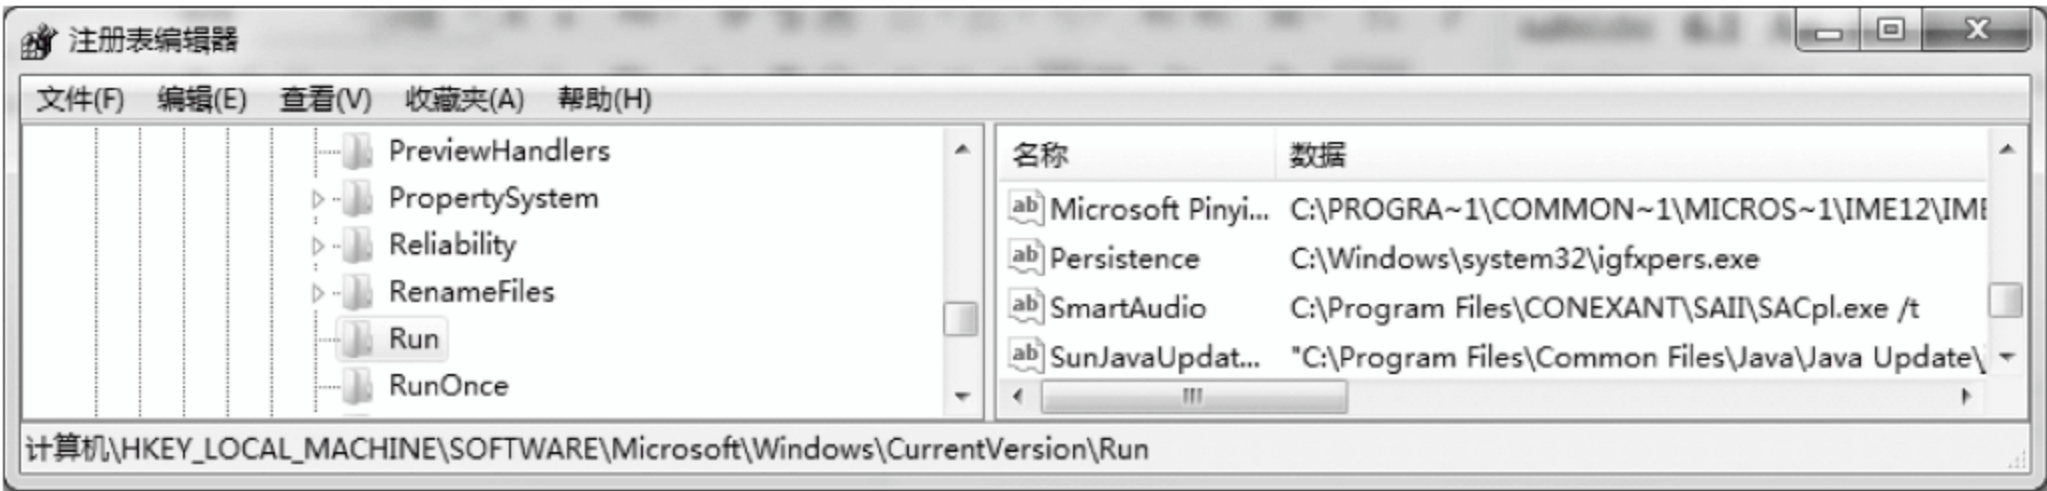 注册表编辑器
文件(F) 编辑(E) 查看(V) 收藏夹(A) 帮助(H)
PreviewHandlers
PropertySystem
Reliability
RenameFiles
Run
RunOnce
名称 数据
Microsoft Pinyi... C:\PROGRA~1\COMMON~1\MICROS~1\IME12\IME
Persistence C:\Windows\system32\igfxpers.exe
SmartAudio C:\Program Files\CONEXANT\SAII\SACpl.exe /t
SunJavaUpdat... "C:\Program Files\Common Files\Java\Java Update\
计算机\HKEY_LOCAL_MACHINE\SOFTWARE\Microsoft\Windows\CurrentVersion\Run